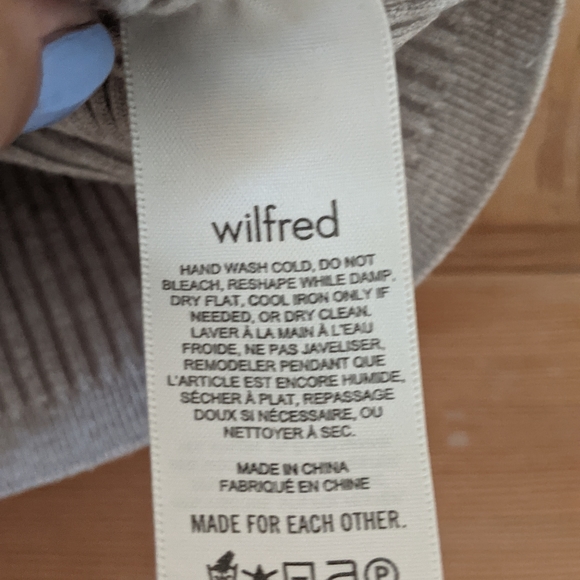 wilfred
HAND WASH COLD, DO NOT
BLEACH, RESHAPE WHILE DAMP.
DRY FLAT, COOL IRON ONLY IF
NEEDED, OR DRY CLEAN.
LAVER À LA MAIN À L'EAU
FROIDE, NE PAS JAVELISER,
REMODELER PENDANT QUE
L'ARTICLE EST ENCORE HUMIDE,
SÉCHER À PLAT, REPASSAGE
DOUX SI NÉCESSAIRE, OU
NETTOYER À SEC.
MADE IN CHINA
FABRIQUÉ EN CHINE
MADE FOR EACH OTHER.
P